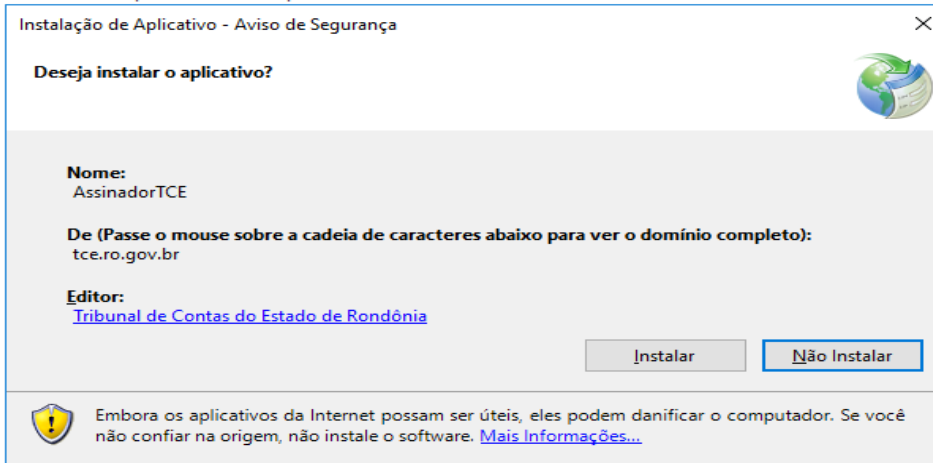 Instalação de Aplicativo - Aviso de Segurança
Deseja instalar o aplicativo?
Nome:
AssinadorTCE
De (Passe o mouse sobre a cadeia de caracteres abaixo para ver o domínio completo):
tce.ro.gov.br
Editor:
Tribunal de Contas do Estado de Rondônia
Instalar
Não Instalar
Embora os aplicativos da Internet possam ser úteis, eles podem danificar o computador. Se você
não confiar na origem, não instale o software. Mais Informações...